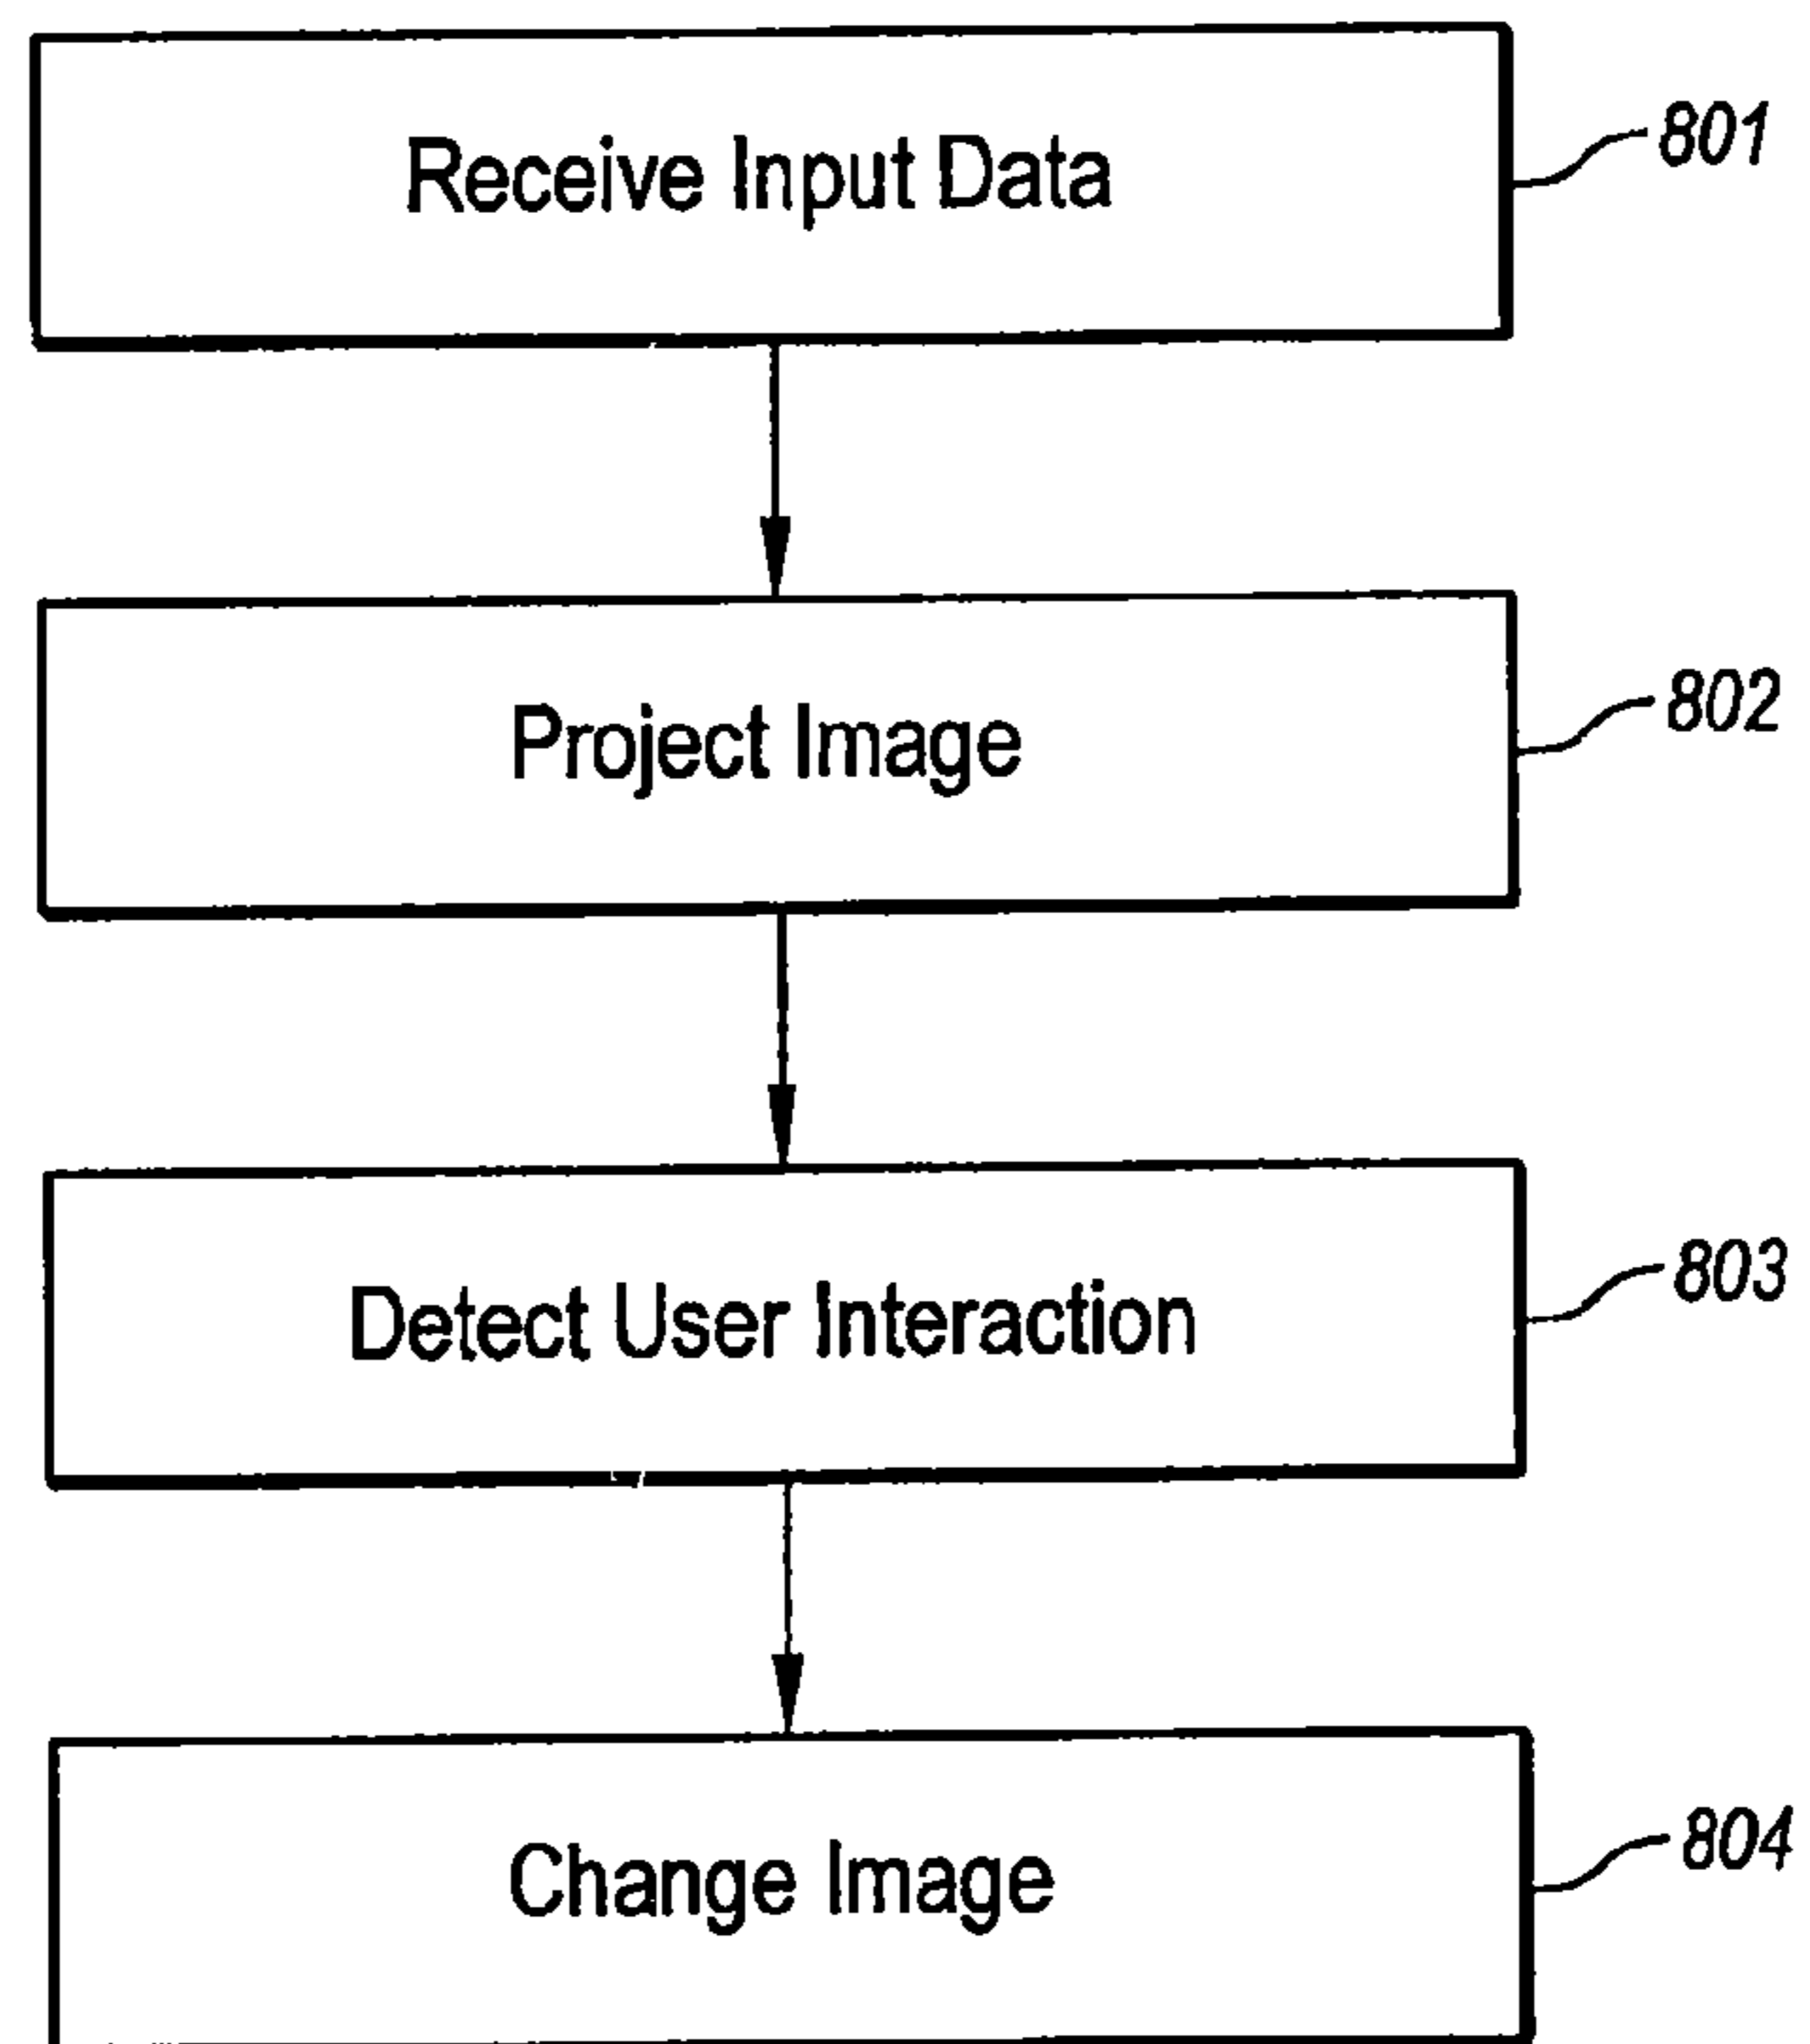 Receive Input Data 801
Project Image 802
Detect User Interaction 803
Change Image 804